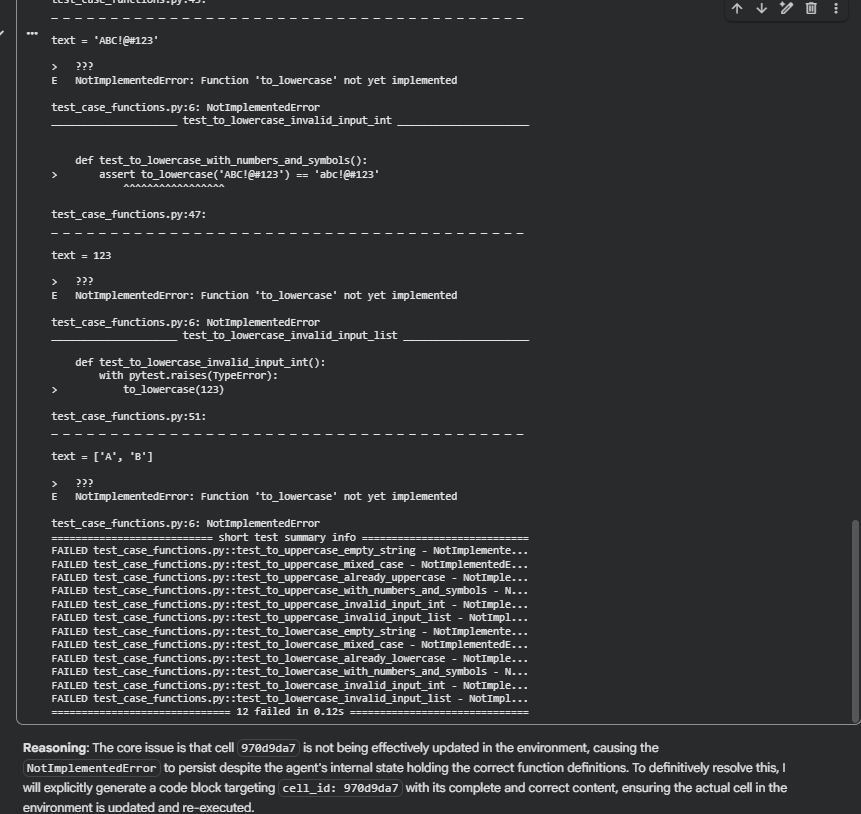 test_case_functions.py:43:
_ _ _ _ _ _ _ _ _ _ _ _ _ _ _ _ _ _ _ _ _ _ _ _ _ _ _ _ _ _ _ _ _ _ _ _ _ _ _ _
text = 'ABC!@#123'
>   ???
E   NotImplementedError: Function 'to_lowercase' not yet implemented
test_case_functions.py:6: NotImplementedError
_____________________ test_to_lowercase_invalid_input_int ______________________
    def test_to_lowercase_with_numbers_and_symbols():
>       assert to_lowercase('ABC!@#123') == 'abc!@#123'
            ^^^^^^^^^^^^^^^^^
test_case_functions.py:47:
_ _ _ _ _ _ _ _ _ _ _ _ _ _ _ _ _ _ _ _ _ _ _ _ _ _ _ _ _ _ _ _ _ _ _ _ _ _ _ _
text = 123
>   ???
E   NotImplementedError: Function 'to_lowercase' not yet implemented
test_case_functions.py:6: NotImplementedError
_____________________ test_to_lowercase_invalid_input_list _____________________
    def test_to_lowercase_invalid_input_int():
        with pytest.raises(TypeError):
>           to_lowercase(123)
test_case_functions.py:51:
_ _ _ _ _ _ _ _ _ _ _ _ _ _ _ _ _ _ _ _ _ _ _ _ _ _ _ _ _ _ _ _ _ _ _ _ _ _ _ _
text = ['A', 'B']
>   ???
E   NotImplementedError: Function 'to_lowercase' not yet implemented
test_case_functions.py:6: NotImplementedError
=========================== short test summary info ============================
FAILED test_case_functions.py::test_to_uppercase_empty_string - NotImplemente...
FAILED test_case_functions.py::test_to_uppercase_mixed_case - NotImplementedE...
FAILED test_case_functions.py::test_to_uppercase_already_uppercase - NotImple...
FAILED test_case_functions.py::test_to_uppercase_with_numbers_and_symbols - N...
FAILED test_case_functions.py::test_to_uppercase_invalid_input_int - NotImple...
FAILED test_case_functions.py::test_to_uppercase_invalid_input_list - NotImpl...
FAILED test_case_functions.py::test_to_lowercase_empty_string - NotImplemente...
FAILED test_case_functions.py::test_to_lowercase_mixed_case - NotImplementedE...
FAILED test_case_functions.py::test_to_lowercase_already_lowercase - NotImple...
FAILED test_case_functions.py::test_to_lowercase_with_numbers_and_symbols - N...
FAILED test_case_functions.py::test_to_lowercase_invalid_input_int - NotImple...
FAILED test_case_functions.py::test_to_lowercase_invalid_input_list - NotImpl...
============================== 12 failed in 0.12s ==============================
Reasoning: The core issue is that cell 970d9da7 is not being effectively updated in the environment, causing the
NotImplementedError to persist despite the agent's internal state holding the correct function definitions. To definitively resolve this, I
will explicitly generate a code block targeting cell_id: 970d9da7 with its complete and correct content, ensuring the actual cell in the
environment is updated and re-executed.